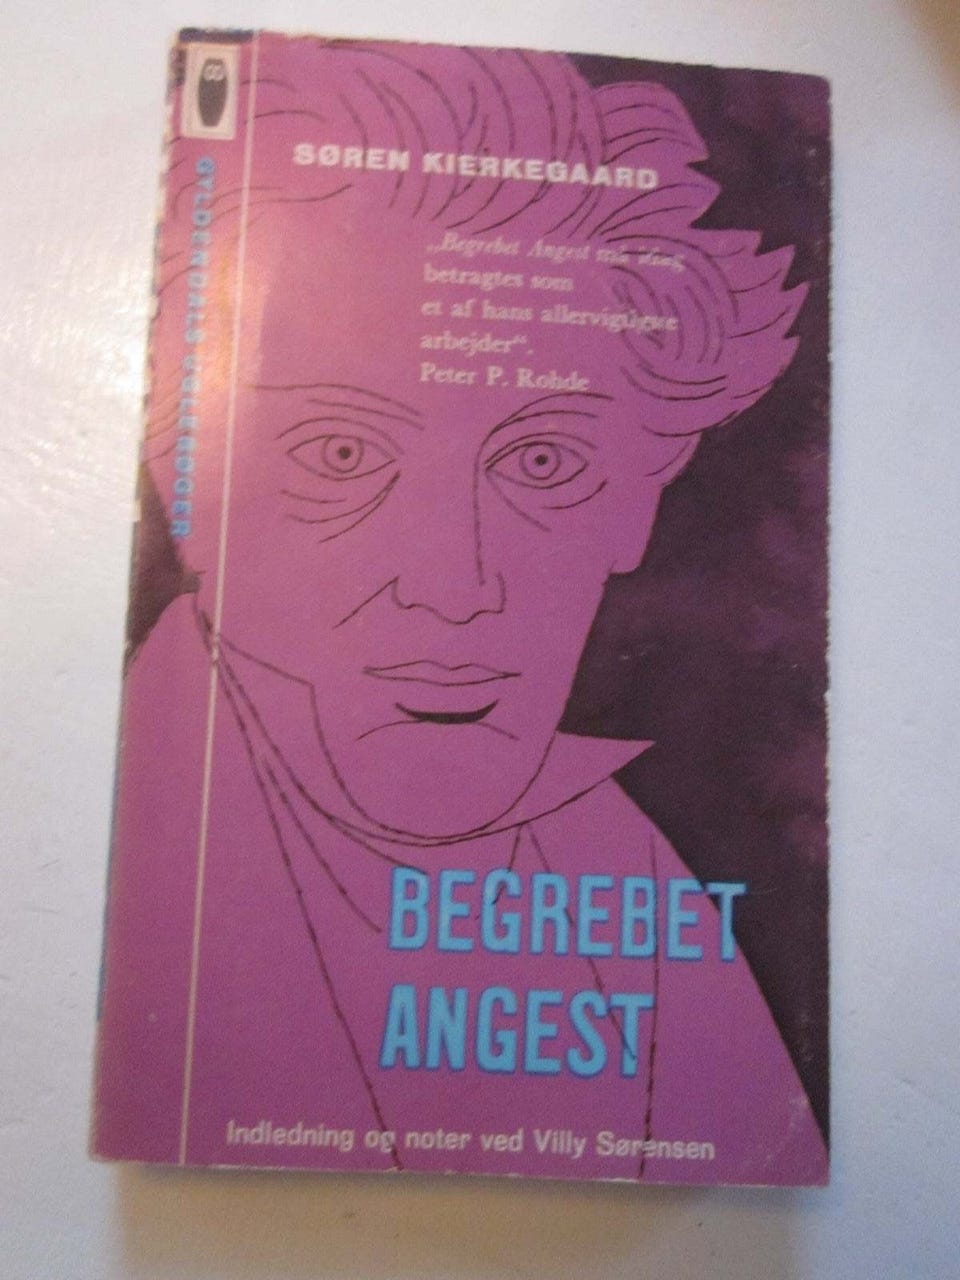 SØREN KIERKEGAARD
„Begrebet Angest må idag
betragtes som
et af hans allervigtigste
arbejder“.
Peter P. Rohde
GYLDENDALS UGLEBØGER
BEGREBET
ANGEST
Indledning og noter ved Villy Sørensen